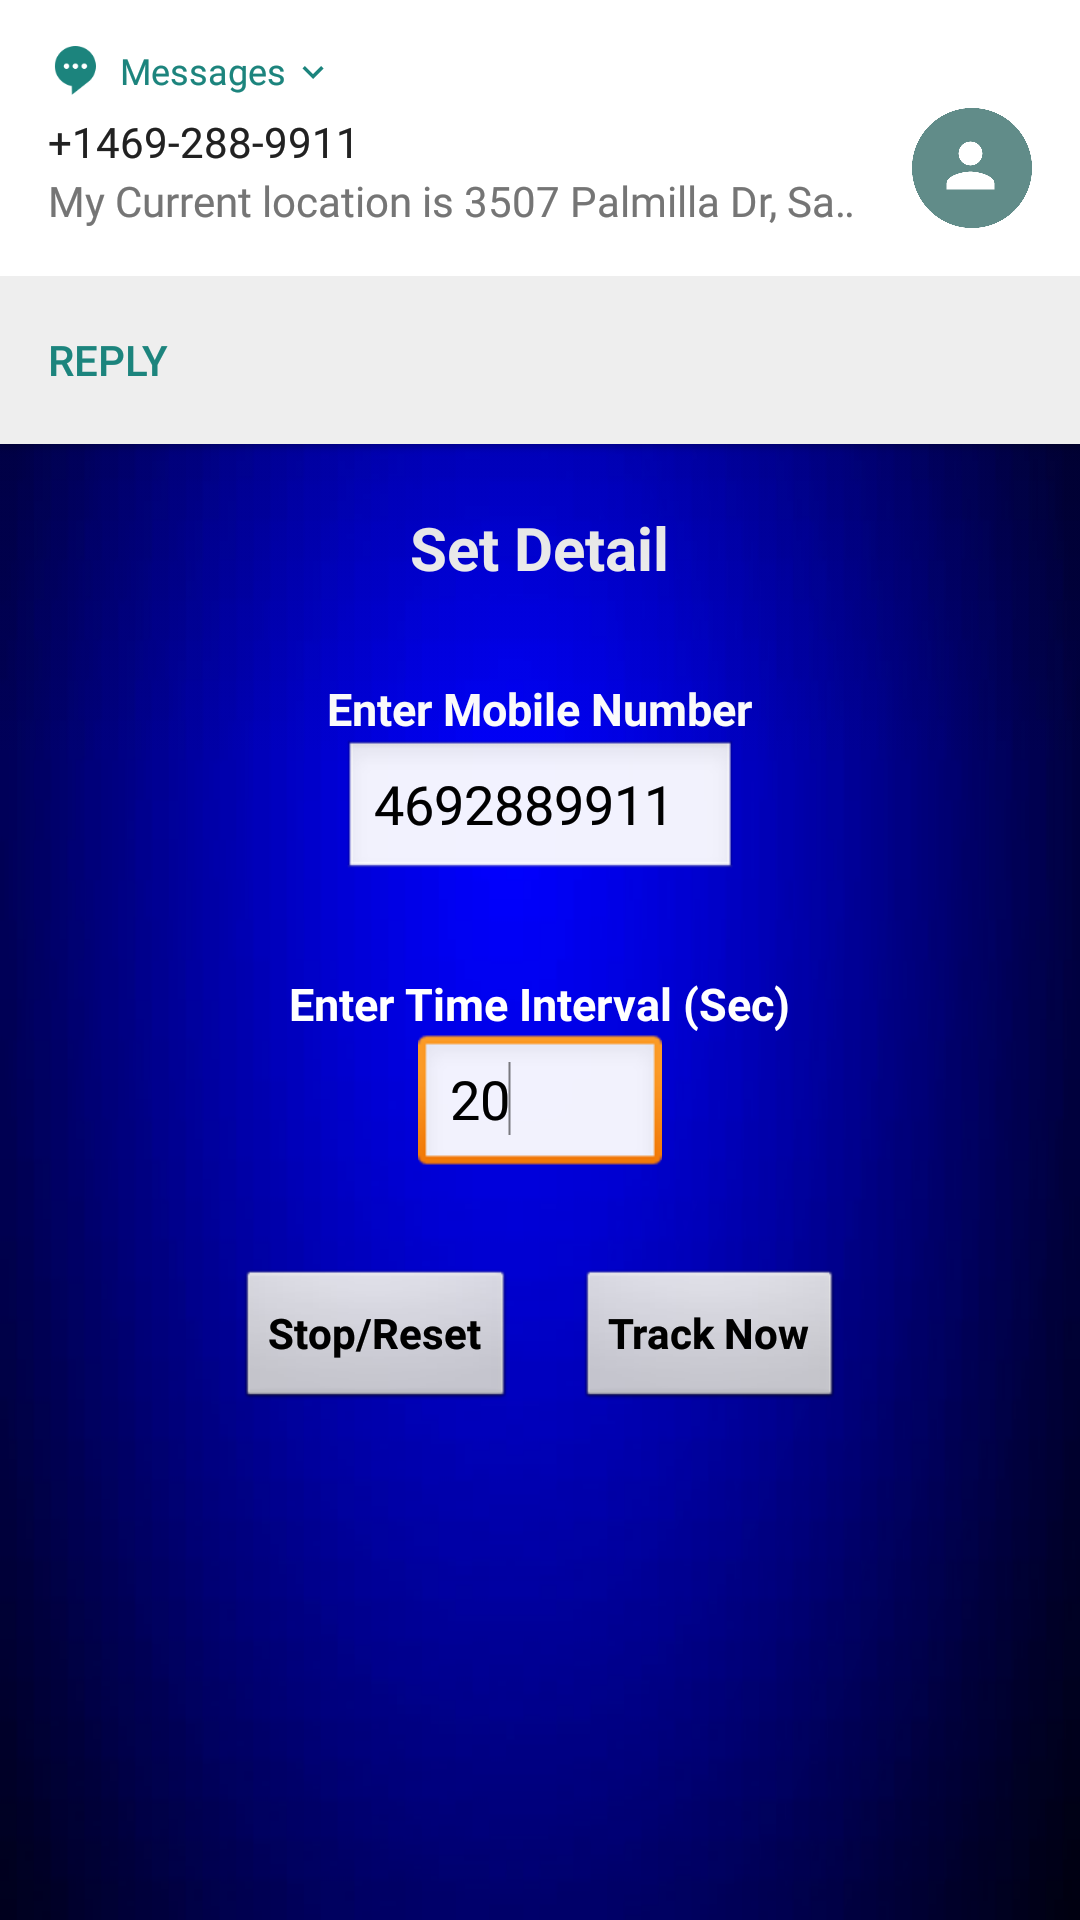 Messages
+1469-288-9911
My Current location is 3507 Palmilla Dr, Sa..
REPLY
Set Detail
Enter Mobile Number
4692889911
Enter Time Interval (Sec)
20
Stop/Reset
Track Now